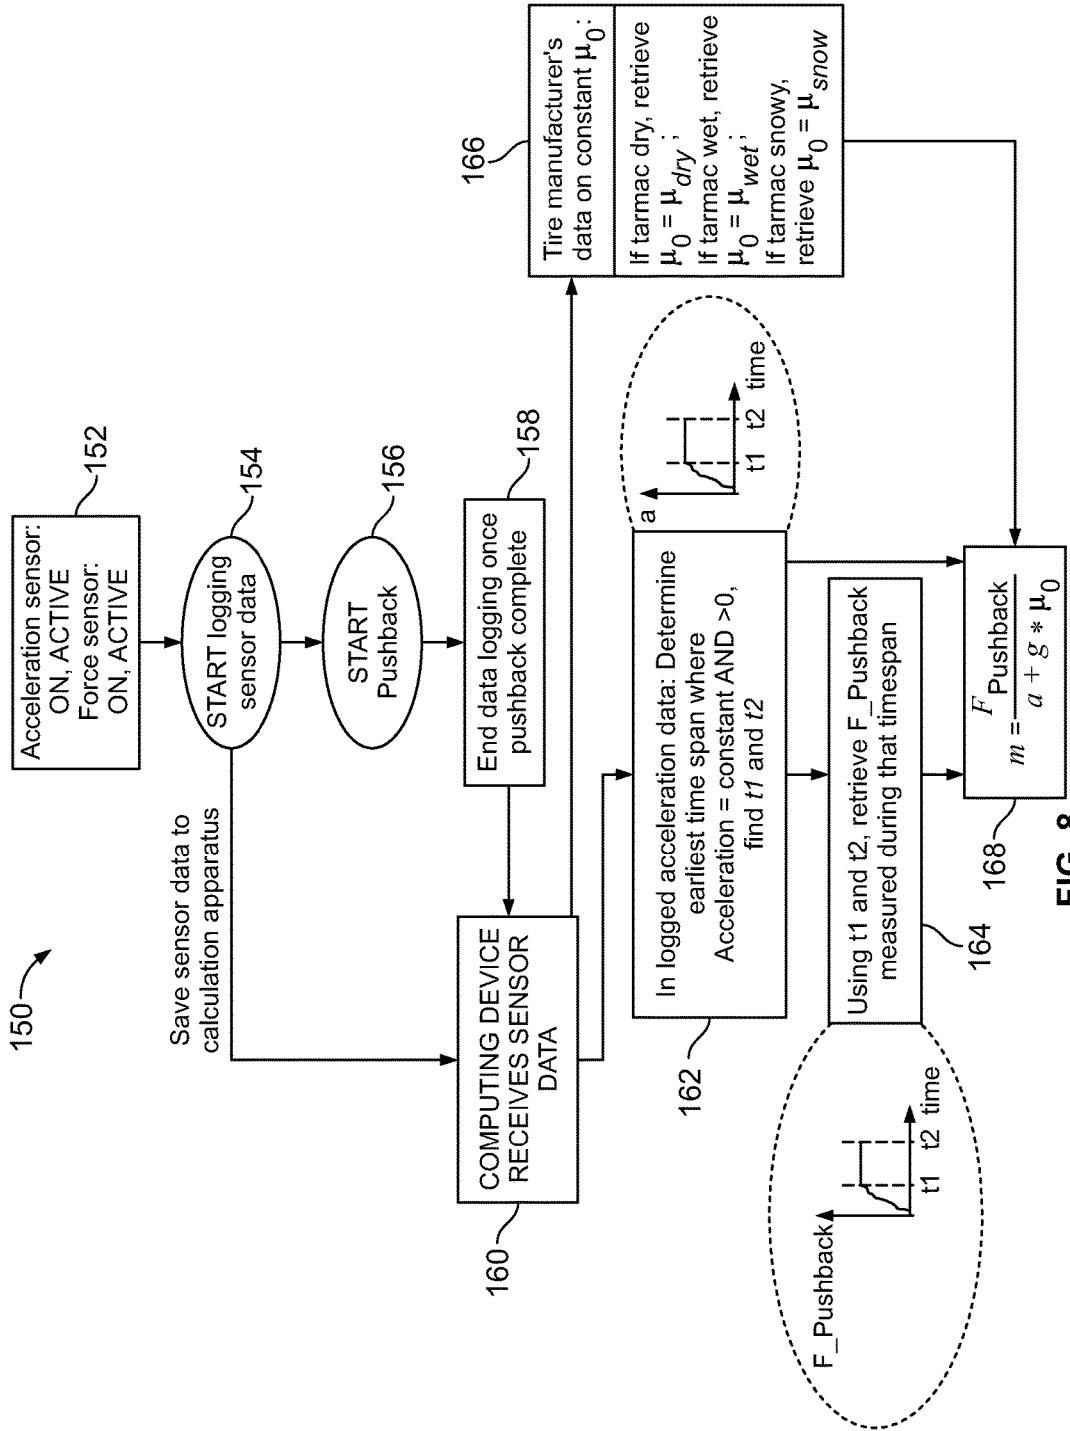 150
Acceleration sensor:
ON, ACTIVE
Force sensor:
ON, ACTIVE
152
Save sensor data to
calculation apparatus
START logging
sensor data
154
START
Pushback
156
End data logging once
pushback complete
158
COMPUTING DEVICE
RECEIVES SENSOR
DATA
160
166
Tire manufacturer's
data on constant μ0:
If tarmac dry, retrieve
μ0 = μdry;
If tarmac wet, retrieve
μ0 = μwet;
If tarmac snowy,
retrieve μ0 = μsnow
In logged acceleration data: Determine
earliest time span where
Acceleration = constant AND >0,
find t1 and t2
162
a
t1 t2 time
Using t1 and t2, retrieve F_Pushback
measured during that timespan
164
F_Pushback
t1 t2 time
m = FPushback / a + g * μ0
168
FIG. 8